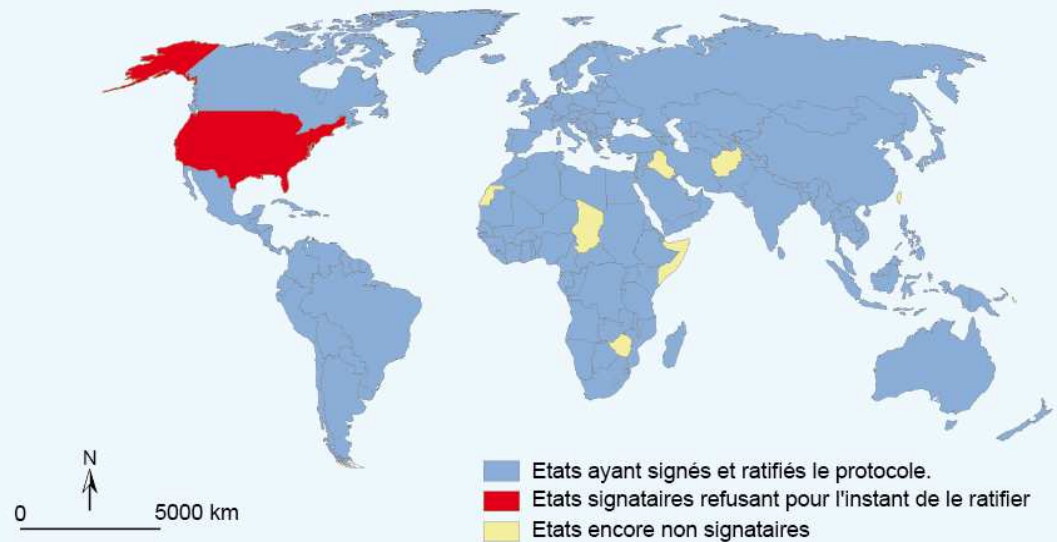 N
0 5000 km
Etats ayant signés et ratifiés le protocole.
Etats signataires refusant pour l'instant de le ratifier
Etats encore non signataires